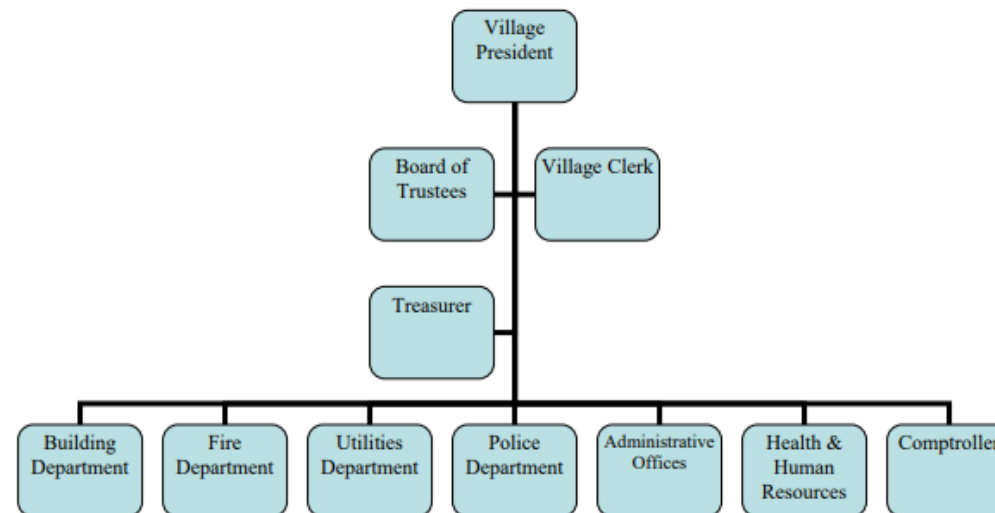 Village
President
Board of
Trustees
Village Clerk
Treasurer
Building
Department
Fire
Department
Utilities
Department
Police
Department
Administrative
Offices
Health &
Human
Resources
Comptroller